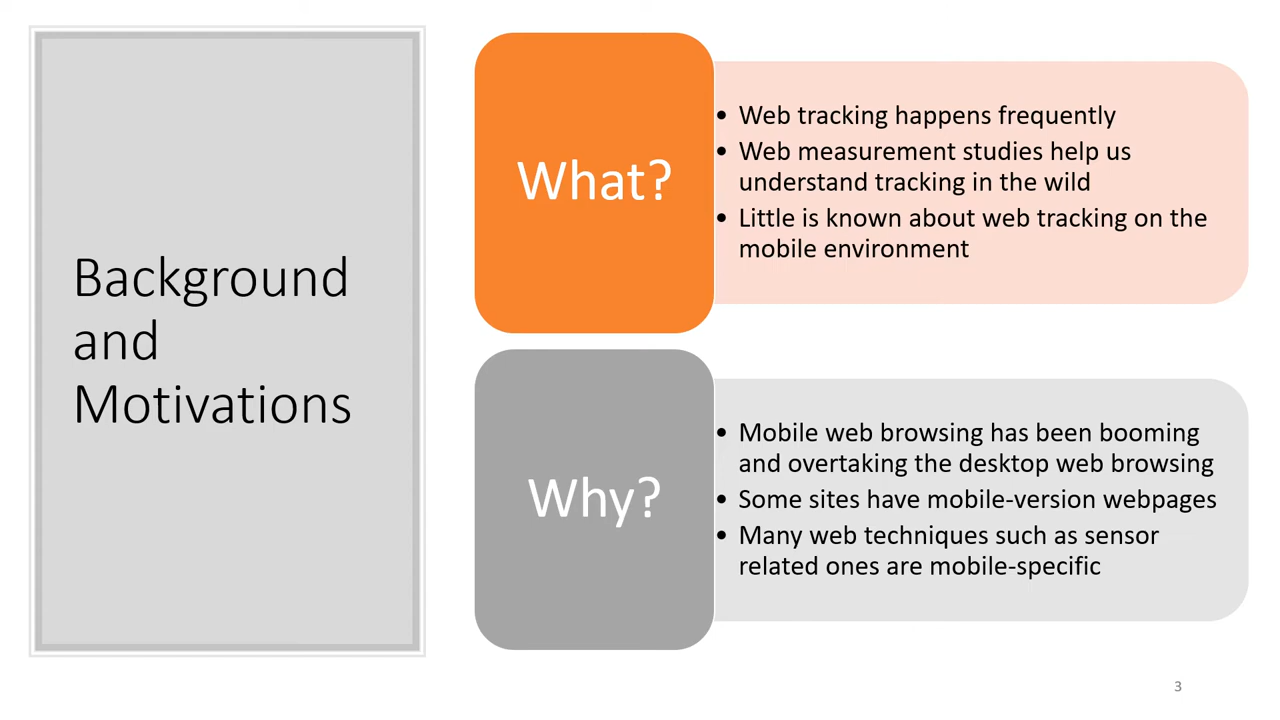 Background
and
Motivations
What?
• Web tracking happens frequently
• Web measurement studies help us
understand tracking in the wild
• Little is known about web tracking on the
mobile environment
Why?
• Mobile web browsing has been booming
and overtaking the desktop web browsing
• Some sites have mobile-version webpages
• Many web techniques such as sensor
related ones are mobile-specific
3